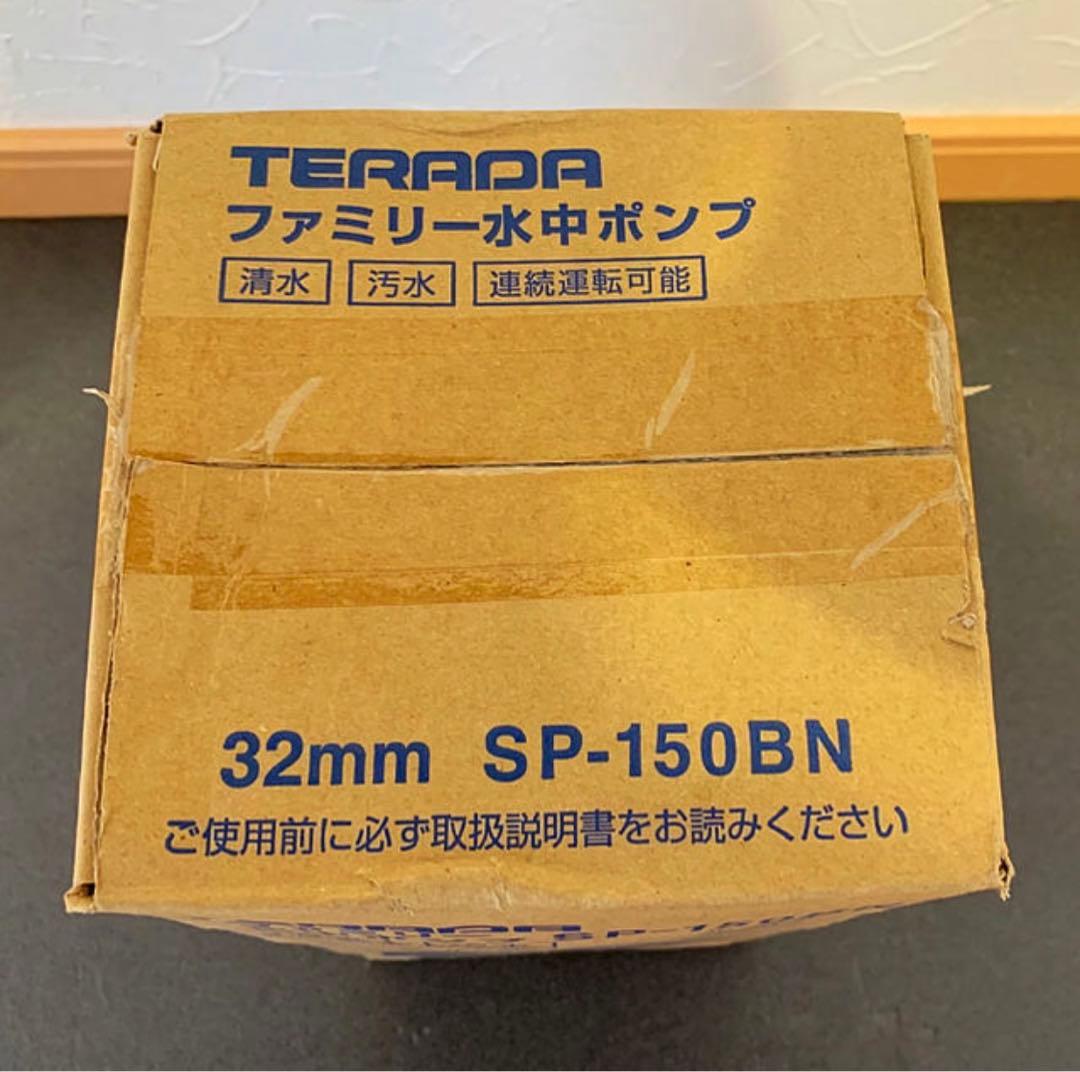 TERADA
ファミリー水中ポンプ
清水 汚水 連続運転可能
32mm SP-150BN
ご使用前に必ず取扱説明書をお読みください